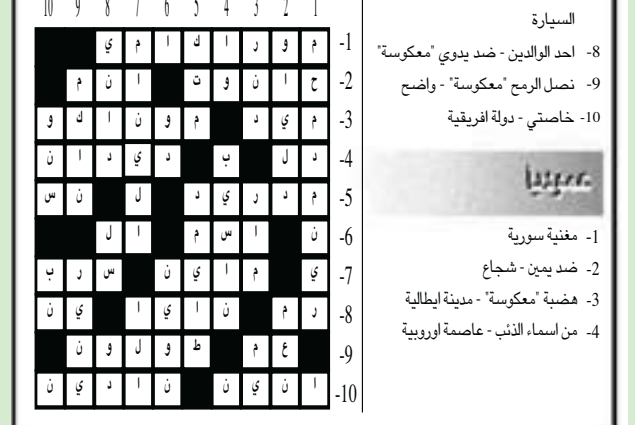 السيارة
8- احد الوالدين - ضد يدوي "معكوسة"
9- نصل الرمح "معكوسة" - واضح
10- خاصتي - دولة افريقية
عموديا
1- مغنية سورية
2- ضد يمين - شجاع
3- هضبة "معكوسة" - مدينة ايطالية
4- من اسماء الذئب - عاصمة اوروبية
1 2 3 4 5 6 7 8 9 10
1- م و ر ا ك ا م ي
2- ح ا ن و ت ا ن م
3- م ي د م و ن ا ك و
4- د ل ب د ي د ا ن
5- م د ر ي د ل ن س
6- ن ا س م ا ل
7- ي م ا ي ن س ر ب
8- ر م ن ا ي ا ي ن
9- ع م ط و ل و ن
10- ا ن ي ن ن ا د ي ن